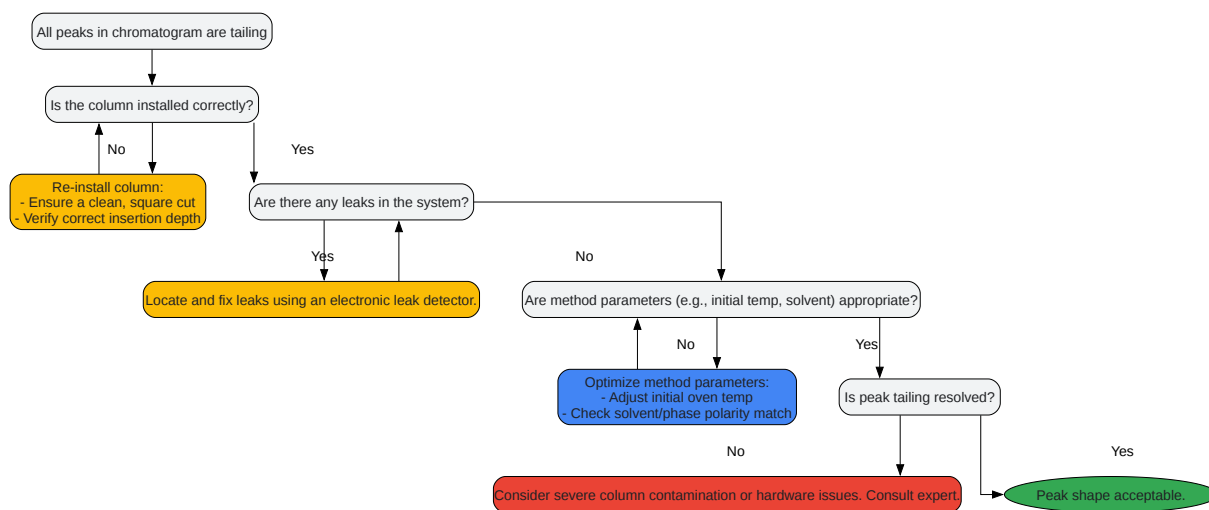 All peaks in chromatogram are tailing
Is the column installed correctly?
No
Yes
Re-install column:
- Ensure a clean, square cut
- Verify correct insertion depth
Are there any leaks in the system?
Yes
No
Locate and fix leaks using an electronic leak detector.
Are method parameters (e.g., initial temp, solvent) appropriate?
No
Yes
Optimize method parameters:
- Adjust initial oven temp
- Check solvent/phase polarity match
Is peak tailing resolved?
No
Yes
Consider severe column contamination or hardware issues. Consult expert.
Peak shape acceptable.